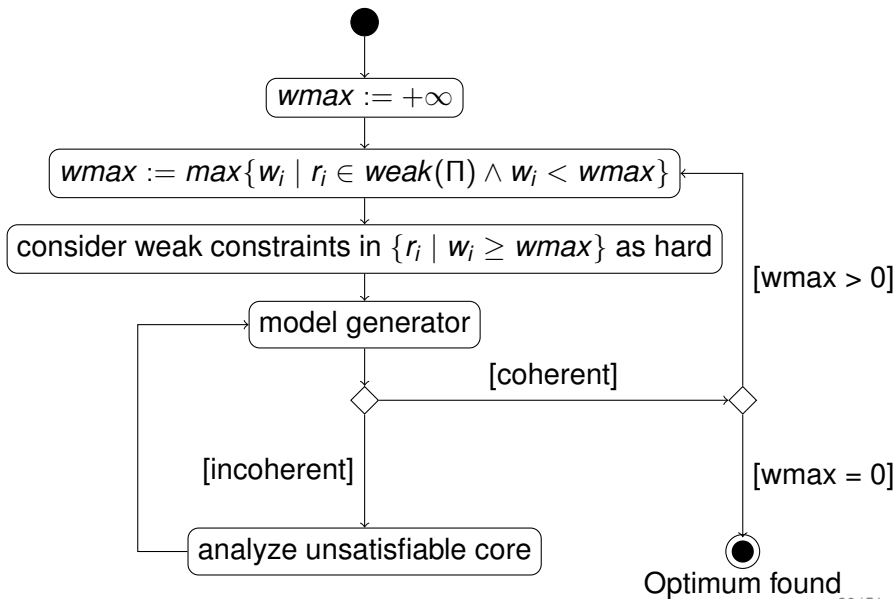 wmax := +∞
wmax := max{wᵢ | rᵢ ∈ weak(Π) ∧ wᵢ < wmax}
consider weak constraints in {rᵢ | wᵢ ≥ wmax} as hard
[wmax > 0]
model generator
[coherent]
[incoherent]
[wmax = 0]
analyze unsatisfiable core
Optimum found